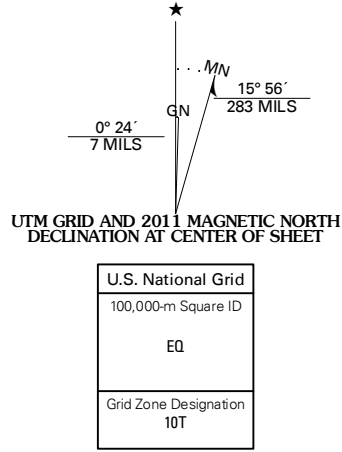 ★
MN
GN
15° 56´
283 MILS
0° 24´
7 MILS
UTM GRID AND 2011 MAGNETIC NORTH
DECLINATION AT CENTER OF SHEET
U.S. National Grid
100,000-m Square ID
EQ
Grid Zone Designation
10T